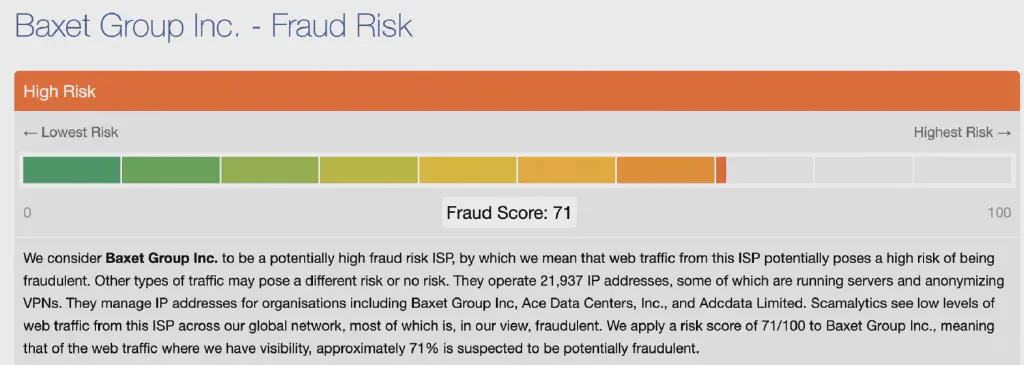 Baxet Group Inc. - Fraud Risk
High Risk
← Lowest Risk
Highest Risk →
0
Fraud Score: 71
100
We consider Baxet Group Inc. to be a potentially high fraud risk ISP, by which we mean that web traffic from this ISP potentially poses a high risk of being
fraudulent. Other types of traffic may pose a different risk or no risk. They operate 21,937 IP addresses, some of which are running servers and anonymizing
VPNs. They manage IP addresses for organisations including Baxet Group Inc, Ace Data Centers, Inc., and Adcdata Limited. Scamalytics see low levels of
web traffic from this ISP across our global network, most of which is, in our view, fraudulent. We apply a risk score of 71/100 to Baxet Group Inc., meaning
that of the web traffic where we have visibility, approximately 71% is suspected to be potentially fraudulent.